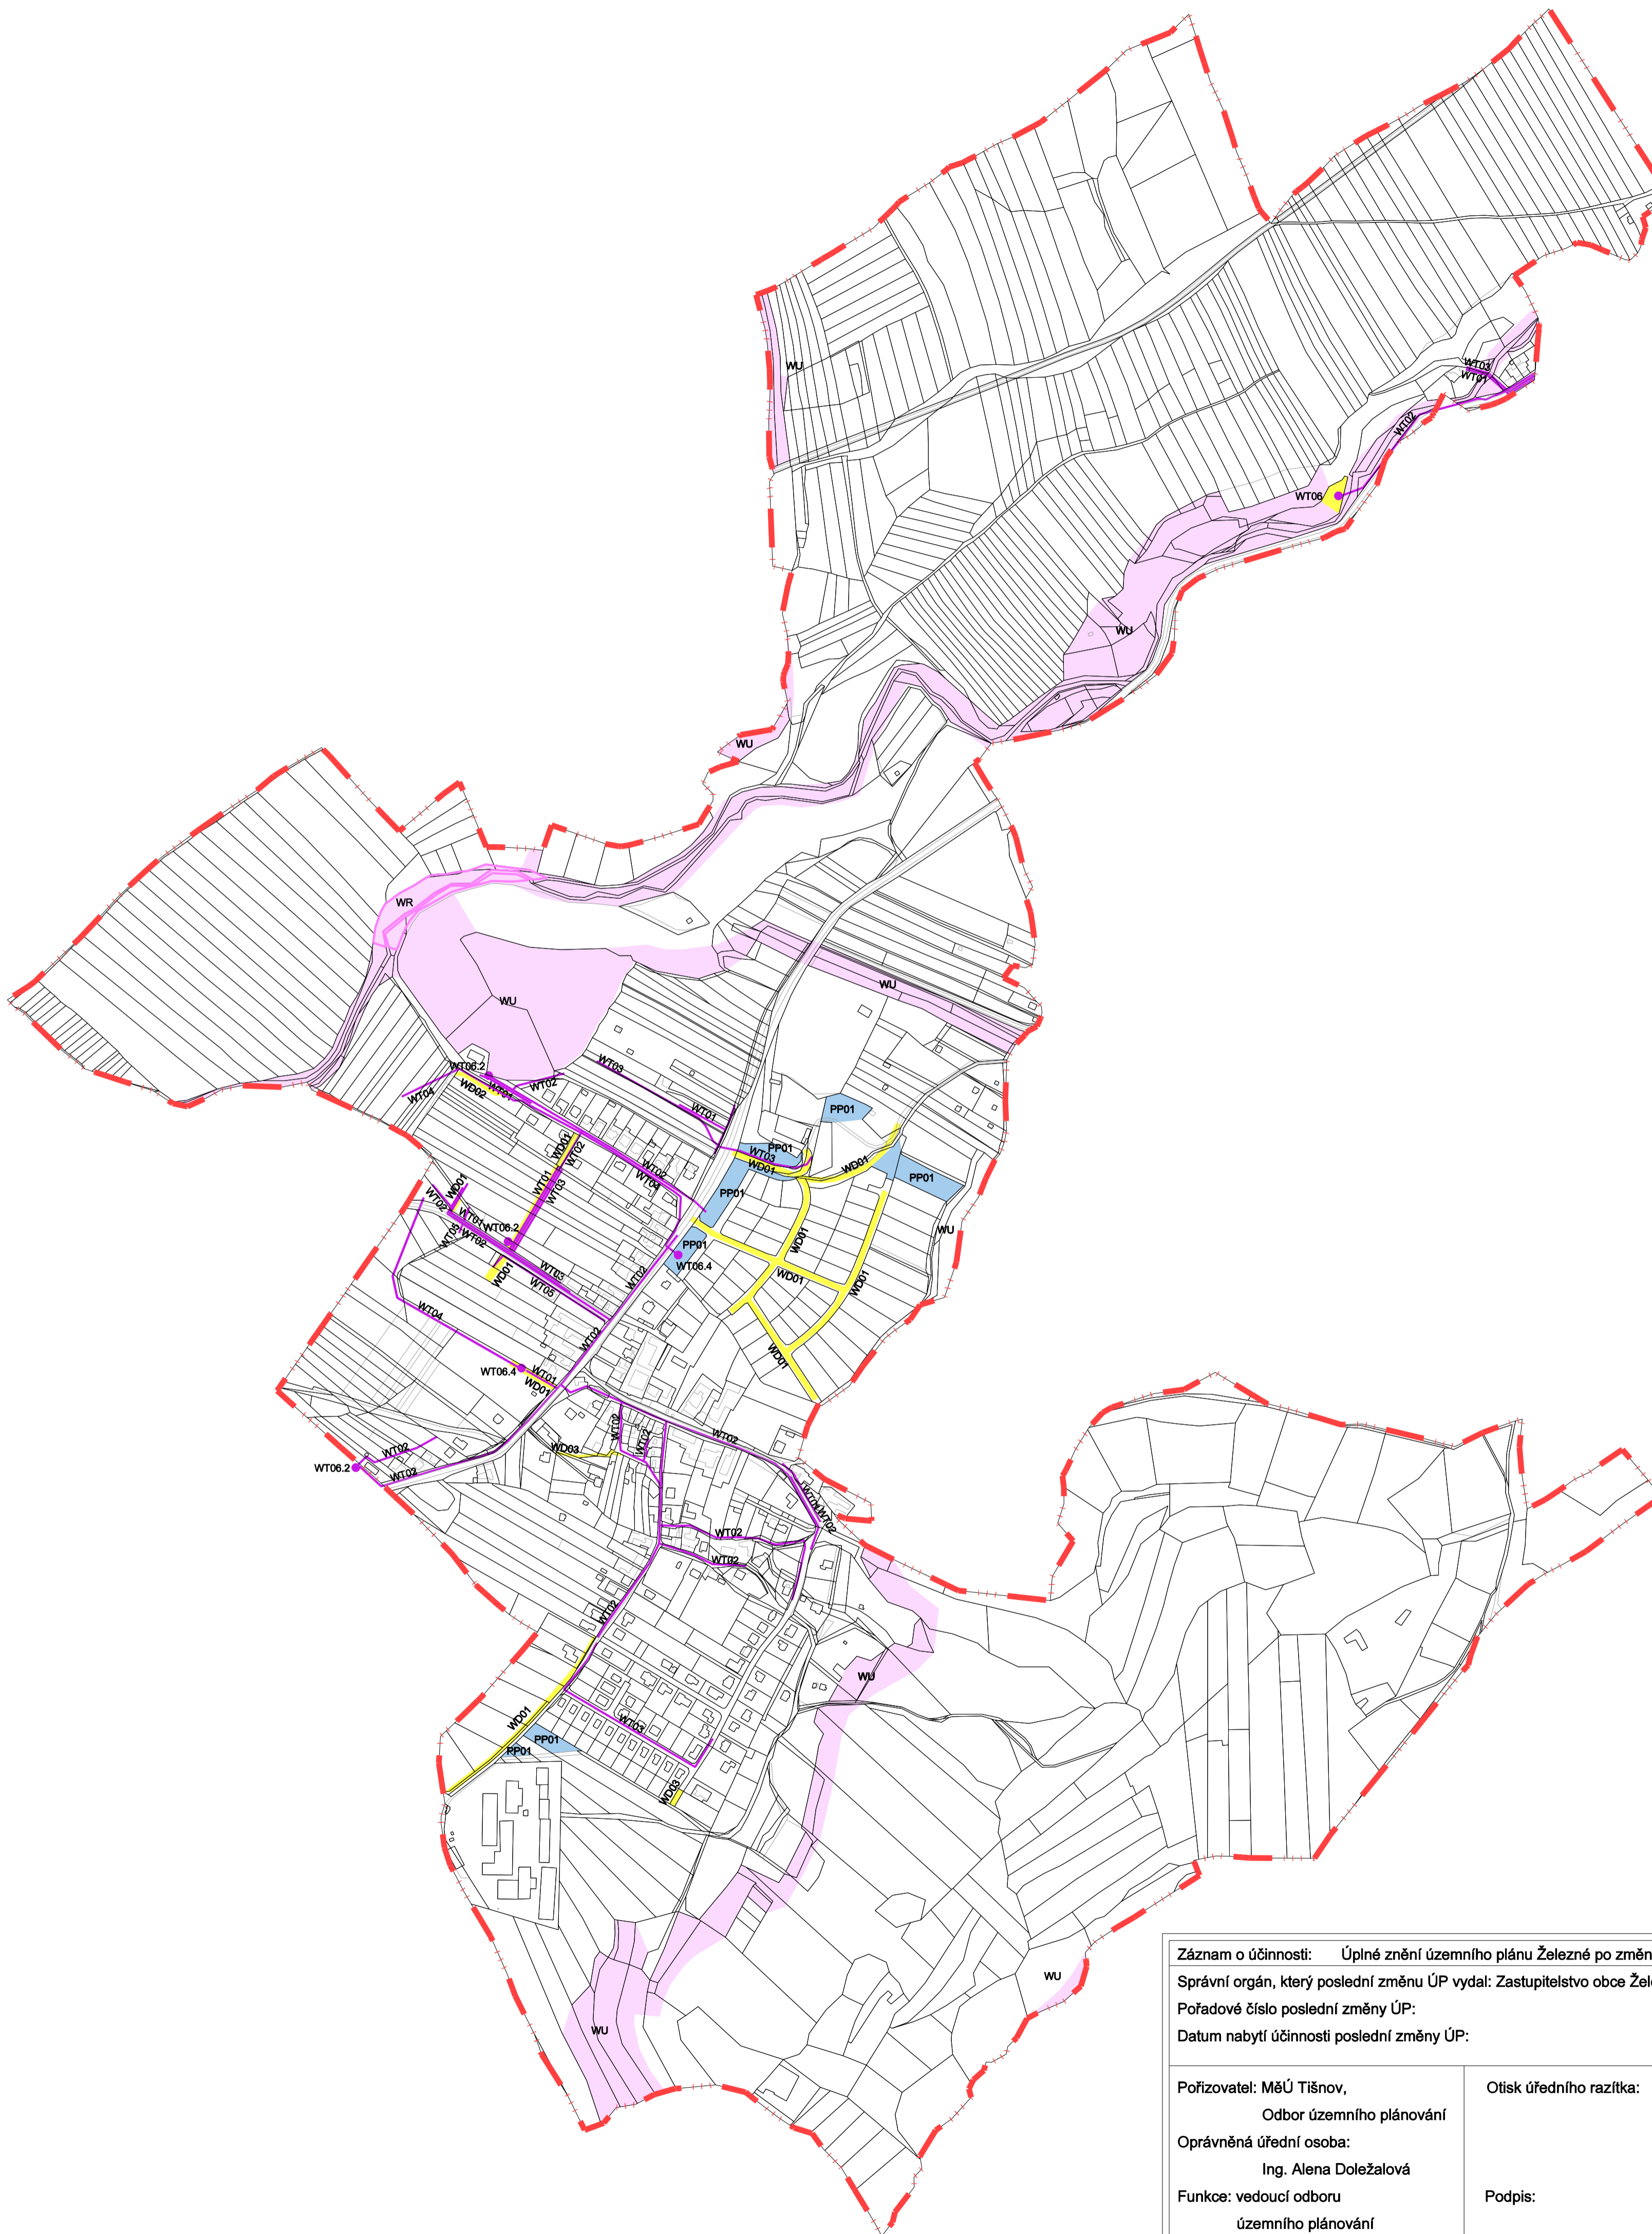 WU
WT03
WT01
WT02
WT06
WU
WU
WR
WU
WU
WT03
WT06.2
WT01
WT02
WD02
WT04
WT01
PP01
PP01
WT03
WD01
WD01
PP01
WD01
WT02
WT01
WT03
WT02
WT04
PP01
WD01
WT02
WT01
WT05
WT02
WT06.2
WT03
WD01
WT05
WU
WD01
PP01
WT06.4
WD01
WD01
WT02
WT04
WT02
WD01
WT06.4
WT01
WD01
WT02
WT02
WT02
WD03
WT02
WT06.2
WT02
WT01
WT02
WT02
WT02
WT02
WU
WD01
WT03
PP01
PP01
WD03
WU
WU
Záznam o účinnosti: Úplné znění územního plánu Železné po změn
Správní orgán, který poslední změnu ÚP vydal: Zastupitelstvo obce Žele
Pořadové číslo poslední změny ÚP:
Datum nabytí účinnosti poslední změny ÚP:
Pořizovatel: MěÚ Tišnov,
Odbor územního plánování
Oprávněná úřední osoba:
Ing. Alena Doležalová
Funkce: vedoucí odboru
územního plánování
Otisk úředního razítka:
Podpis: